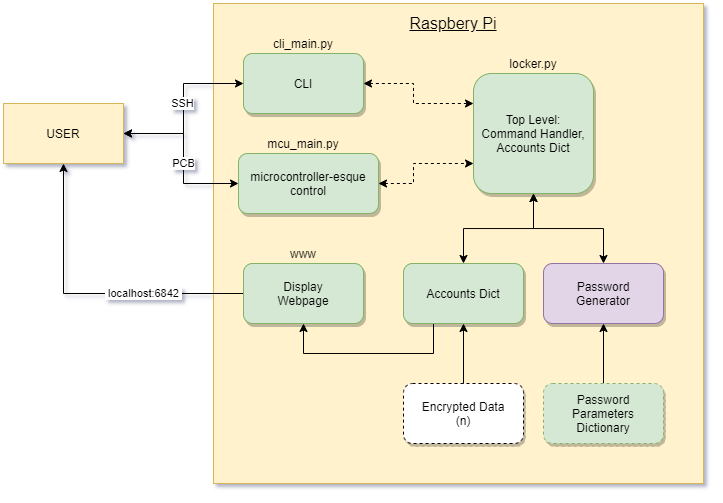 Raspbery Pi
cli_main.py
CLI
locker.py
Top Level:
Command Handler,
Accounts Dict
SSH
USER
PCB
mcu_main.py
microcontroller-esque
control
www
Display
Webpage
localhost:6842
Accounts Dict
Password
Generator
Encrypted Data
(n)
Password
Parameters
Dictionary